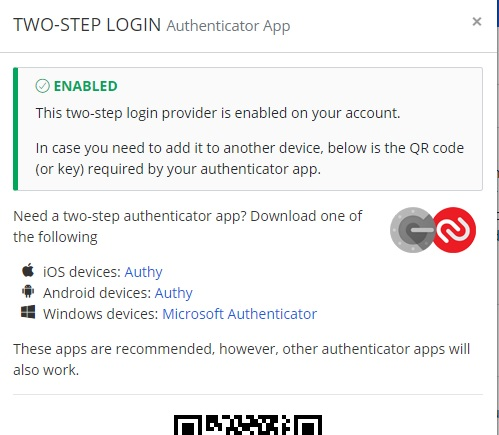 TWO-STEP LOGIN Authenticator App ×
ENABLED
This two-step login provider is enabled on your account.
In case you need to add it to another device, below is the QR code
(or key) required by your authenticator app.
Need a two-step authenticator app? Download one of
the following
iOS devices: Authy
Android devices: Authy
Windows devices: Microsoft Authenticator
These apps are recommended, however, other authenticator apps will
also work.